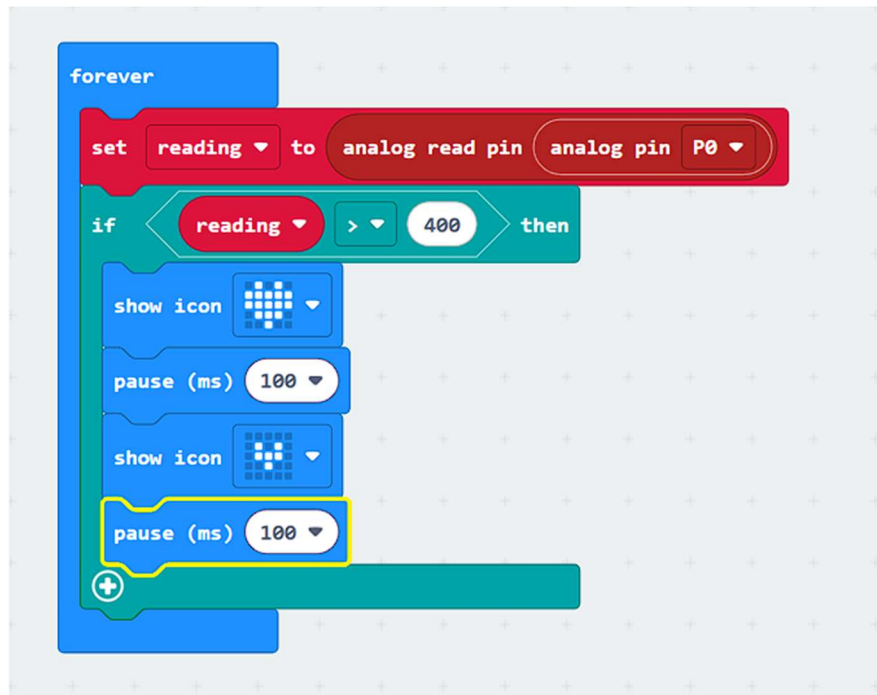 forever
set reading to analog read pin analog pin P0
if reading > 400 then
show icon
pause (ms) 100
show icon
pause (ms) 100